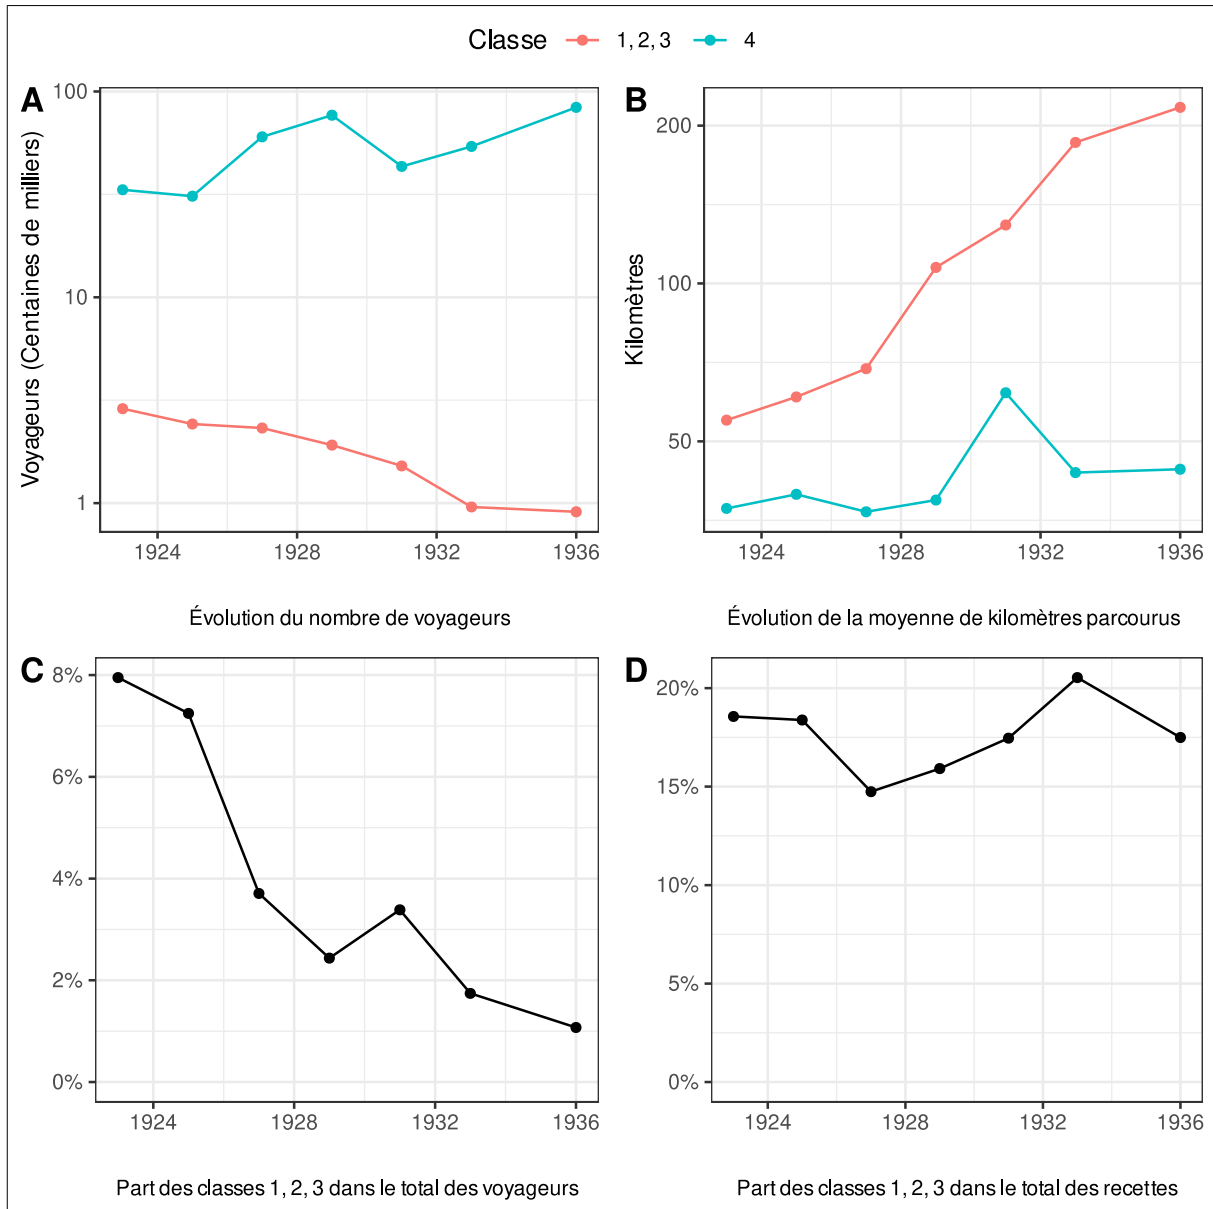 Classe 1, 2, 3 4
A
Voyageurs (Centaines de milliers)
100
10
1
1924 1928 1932 1936
Évolution du nombre de voyageurs
B
Kilomètres
200
100
50
1924 1928 1932 1936
Évolution de la moyenne de kilomètres parcourus
C
8%
6%
4%
2%
0%
1924 1928 1932 1936
Part des classes 1, 2, 3 dans le total des voyageurs
D
20%
15%
10%
5%
0%
1924 1928 1932 1936
Part des classes 1, 2, 3 dans le total des recettes